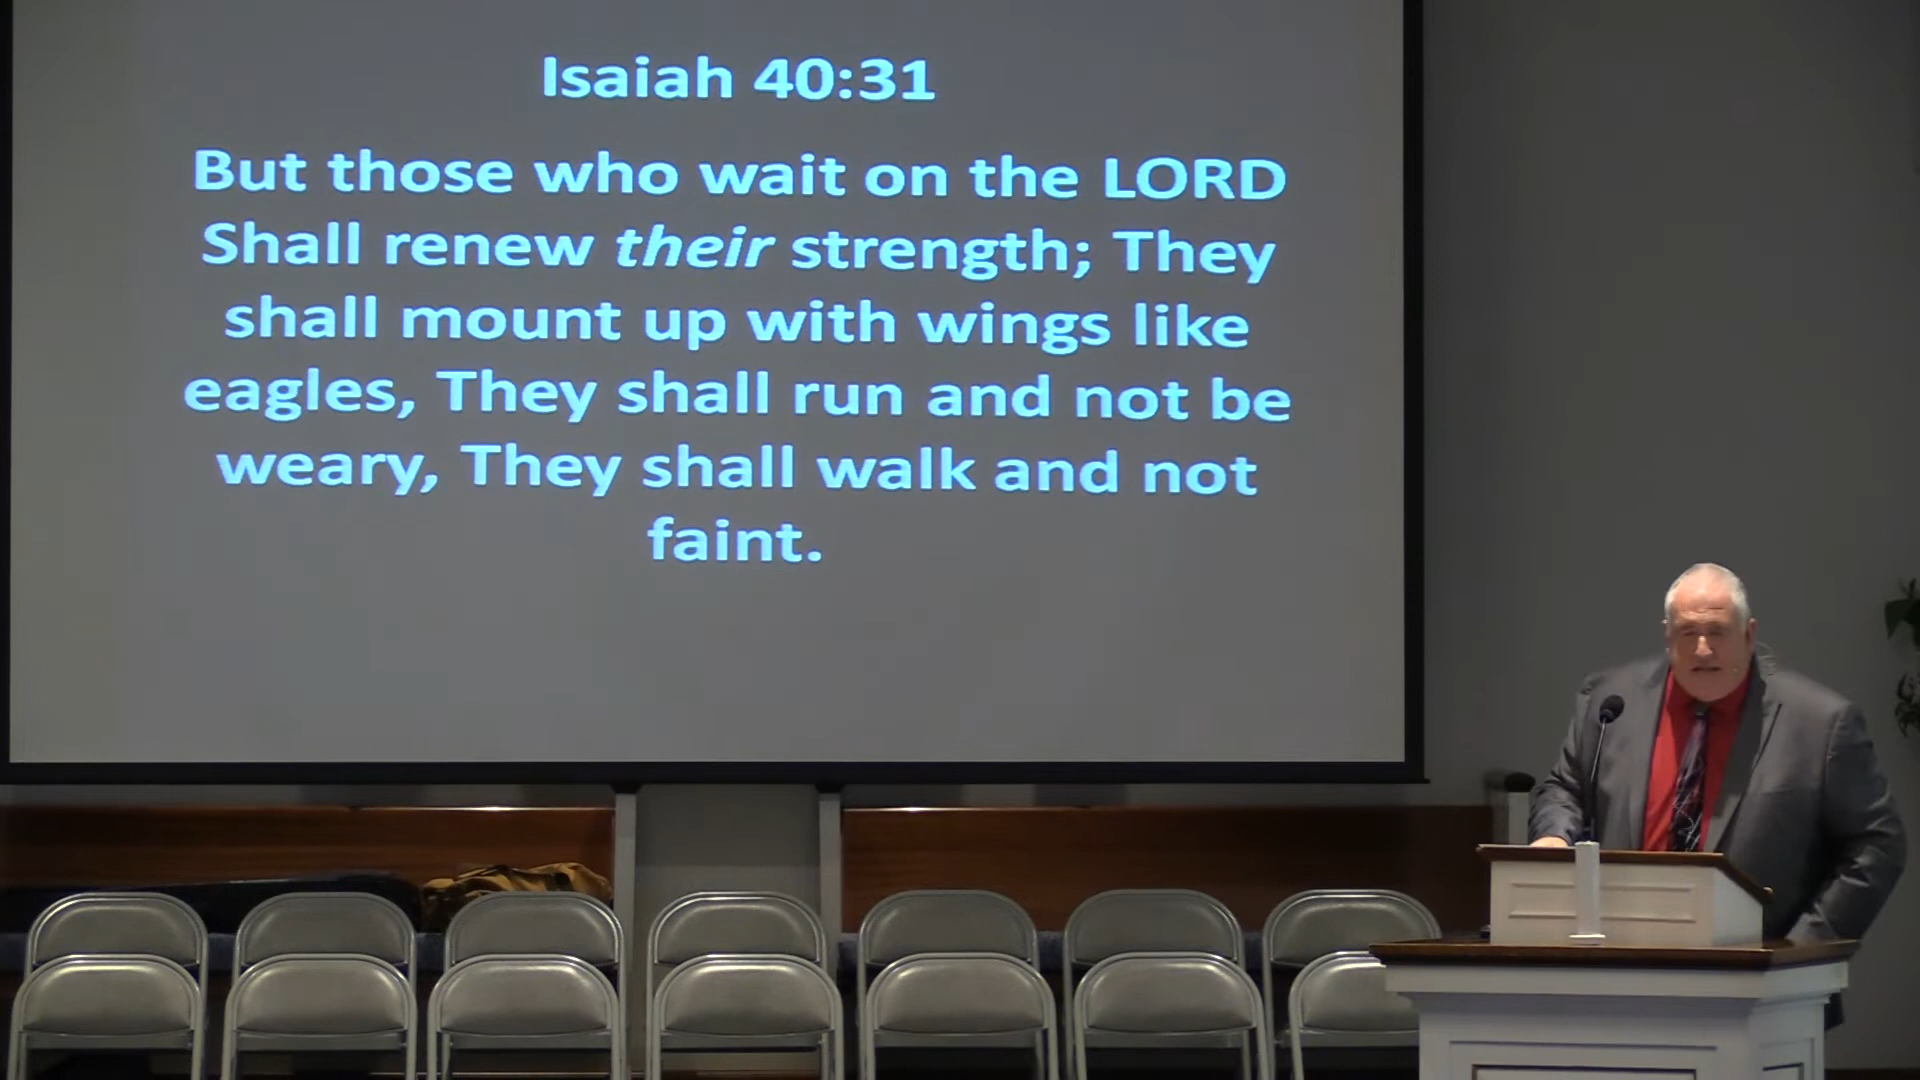 Isaiah 40:31
But those who wait on the LORD
Shall renew their strength; They
shall mount up with wings like
eagles, They shall run and not be
weary, They shall walk and not
faint.